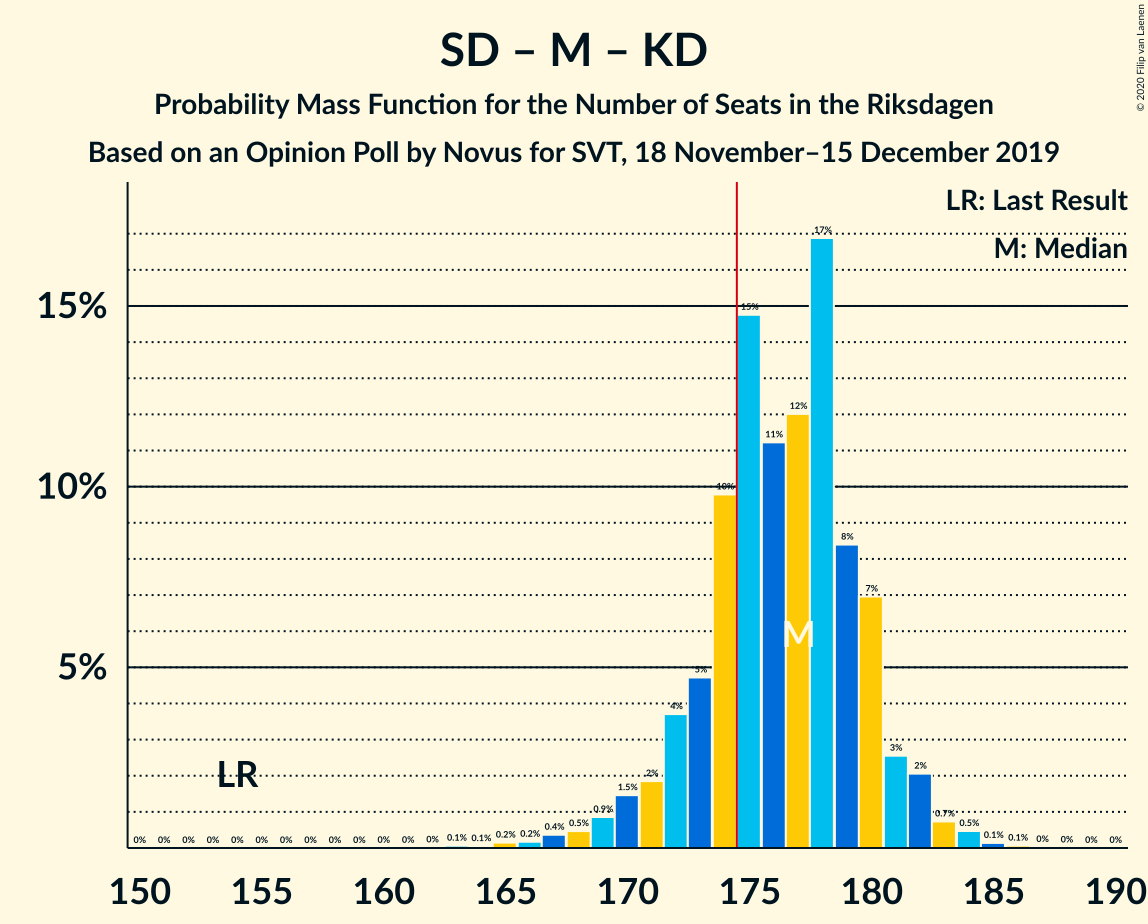 SD – M – KD
Probability Mass Function for the Number of Seats in the Riksdagen
Based on an Opinion Poll by Novus for SVT, 18 November–15 December 2019
© 2020 Filip van Laenen
LR: Last Result
M: Median
15%
10%
5%
0% 0% 0% 0% 0% 0% 0% 0% 0% 0% 0% 0% 0% 0.1% 0.1% 0.2% 0.2% 0.4% 0.5% 0.9% 1.5% 2% 4% 5% 10% 15% 11% 12% 17% 8% 7% 3% 2% 0.7% 0.5% 0.1% 0.1% 0% 0% 0% 0%
LR
M
150 155 160 165 170 175 180 185 190